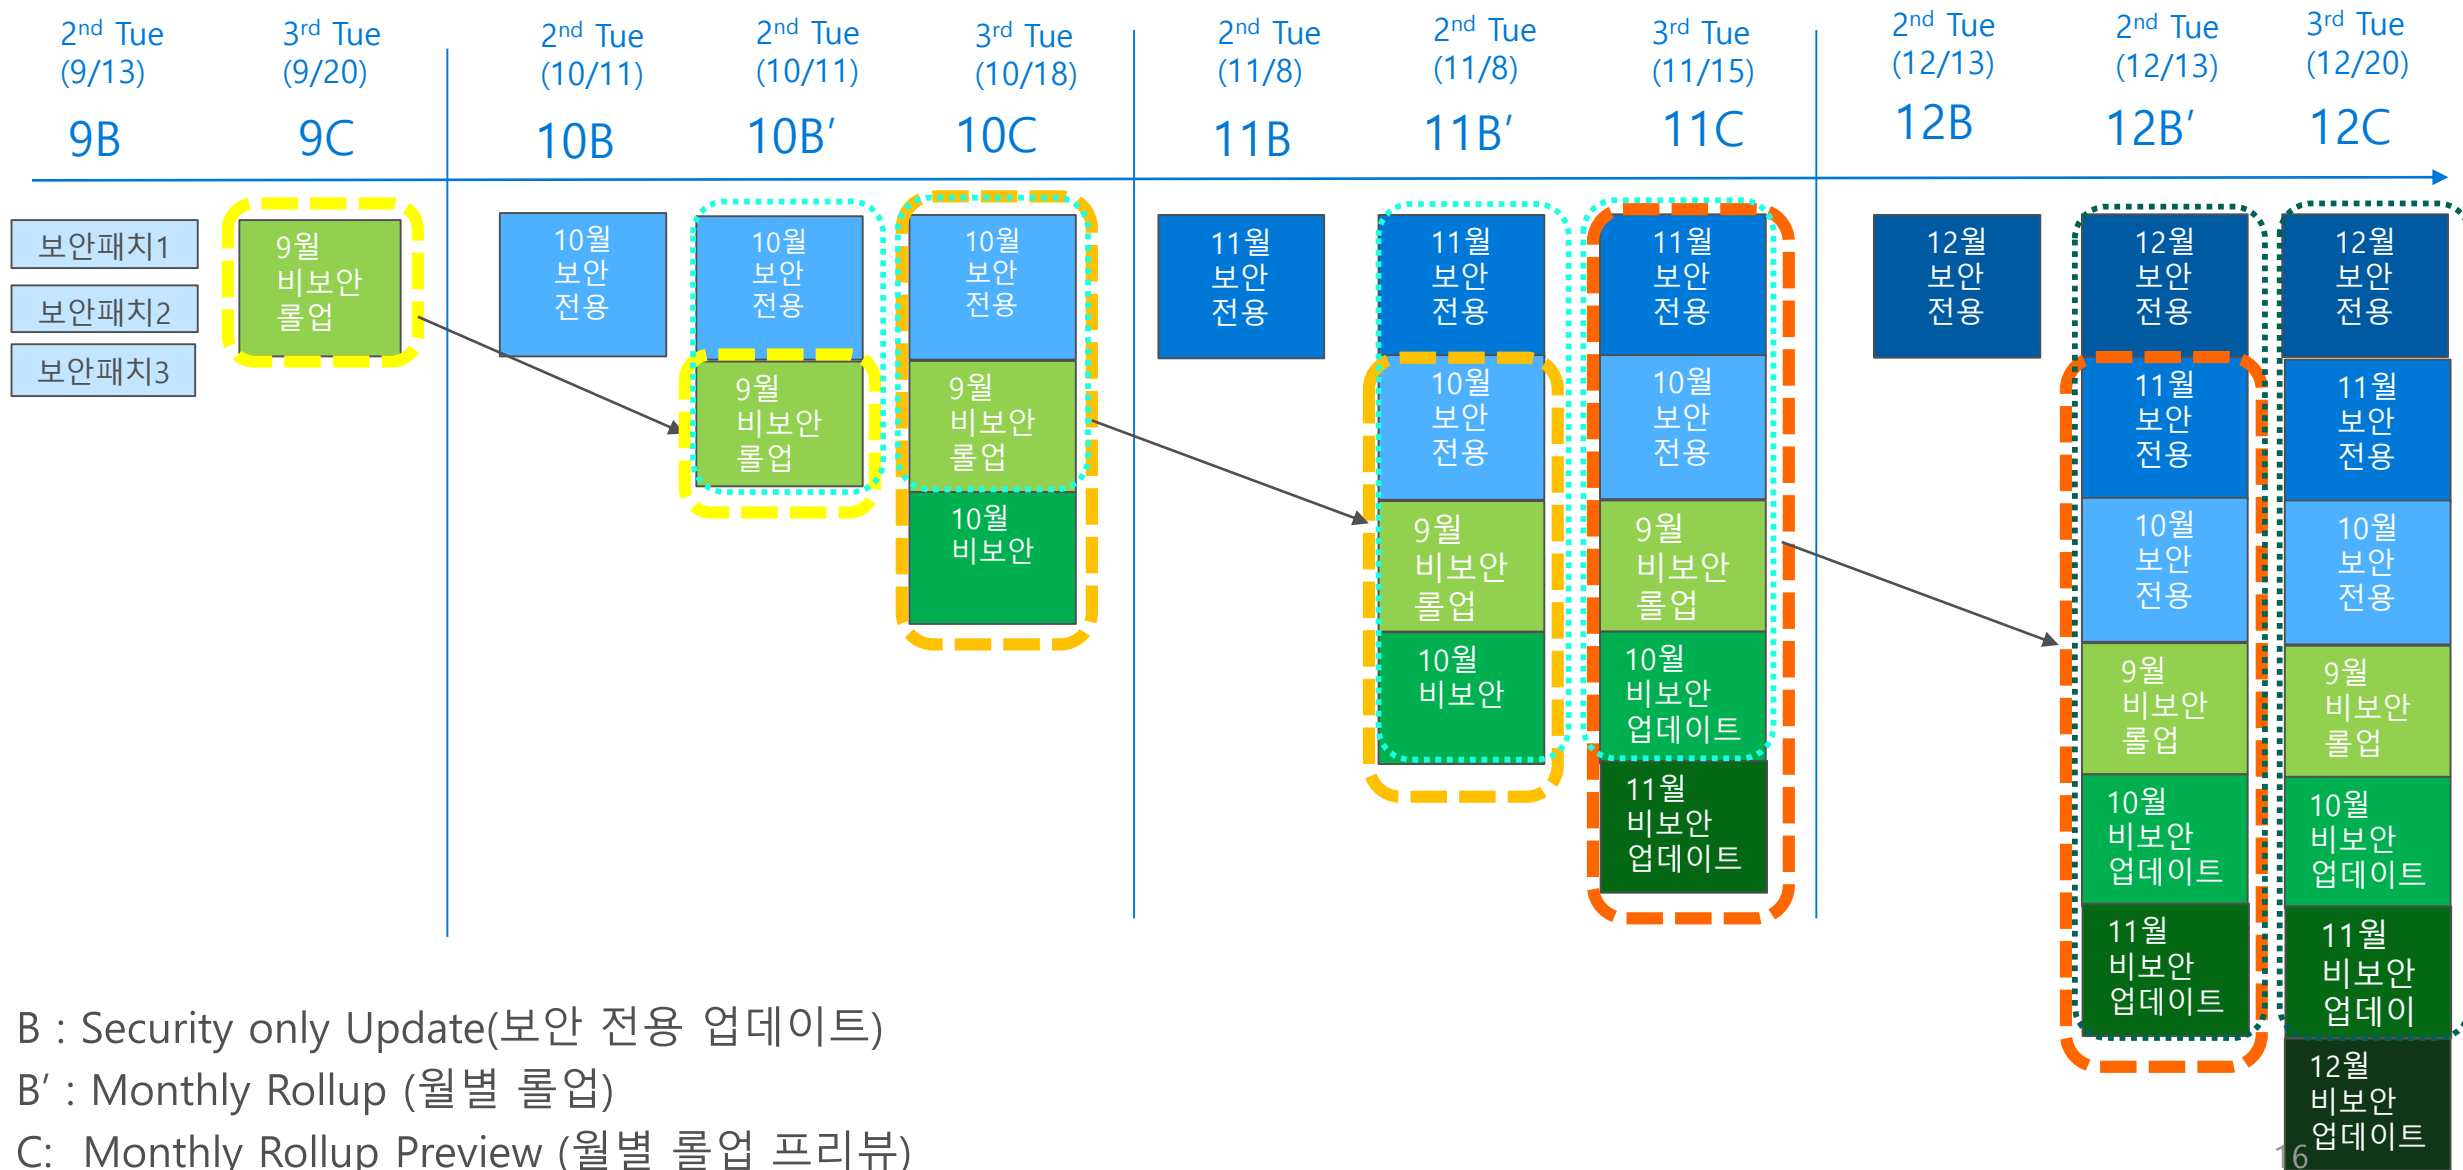 2nd Tue
(9/13)
9B
3rd Tue
(9/20)
9C
2nd Tue
(10/11)
10B
2nd Tue
(10/11)
10B′
3rd Tue
(10/18)
10C
2nd Tue
(11/8)
11B
2nd Tue
(11/8)
11B′
3rd Tue
(11/15)
11C
2nd Tue
(12/13)
12B
2nd Tue
(12/13)
12B′
3rd Tue
(12/20)
12C
보안패치1
보안패치2
보안패치3
9월
비보안
롤업
10월
보안
전용
10월
보안
전용
9월
비보안
롤업
10월
보안
전용
9월
비보안
롤업
10월
비보안
11월
보안
전용
11월
보안
전용
10월
보안
전용
9월
비보안
롤업
10월
비보안
11월
보안
전용
10월
보안
전용
9월
비보안
롤업
10월
비보안
업데이트
11월
비보안
업데이트
12월
보안
전용
12월
보안
전용
11월
보안
전용
10월
보안
전용
9월
비보안
롤업
10월
비보안
업데이트
11월
비보안
업데이트
12월
보안
전용
11월
보안
전용
10월
보안
전용
9월
비보안
롤업
10월
비보안
업데이트
11월
비보안
업데이
12월
비보안
업데이트
B : Security only Update(보안 전용 업데이트)
B′ : Monthly Rollup (월별 롤업)
C: Monthly Rollup Preview (월별 롤업 프리뷰)
16